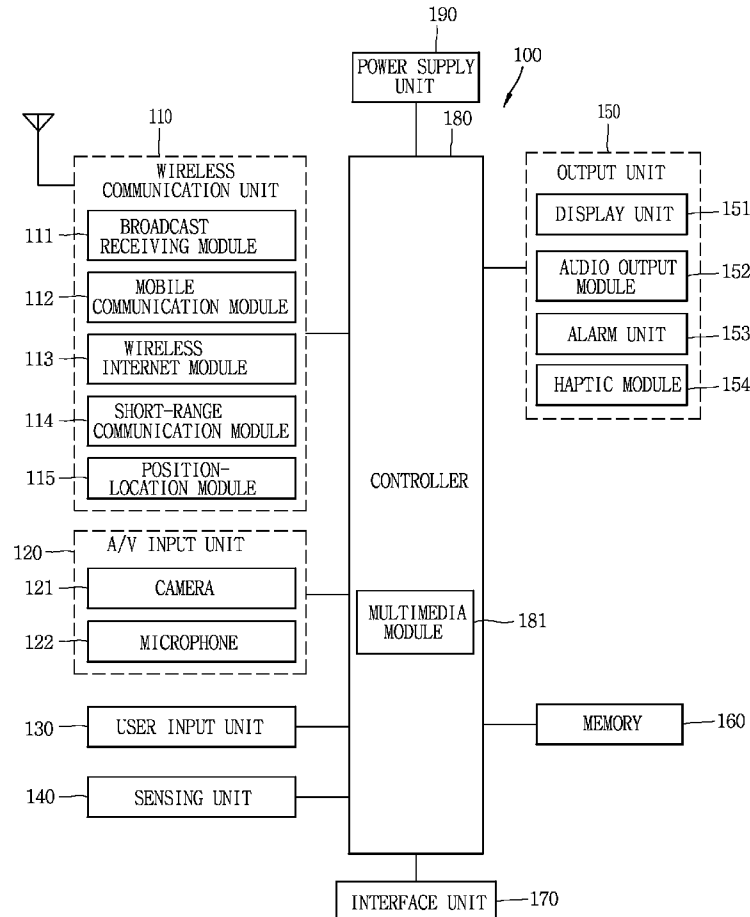 190
POWER SUPPLY
UNIT
100
110
180
150
WIRELESS
COMMUNICATION UNIT
111
BROADCAST
RECEIVING MODULE
112
MOBILE
COMMUNICATION MODULE
113
WIRELESS
INTERNET MODULE
114
SHORT-RANGE
COMMUNICATION MODULE
115
POSITION-
LOCATION MODULE
120
A/V INPUT UNIT
121
CAMERA
122
MICROPHONE
130
USER INPUT UNIT
140
SENSING UNIT
CONTROLLER
MULTIMEDIA
MODULE
181
OUTPUT UNIT
DISPLAY UNIT
151
AUDIO OUTPUT
MODULE
152
ALARM UNIT
153
HAPTIC MODULE
154
MEMORY
160
INTERFACE UNIT
170